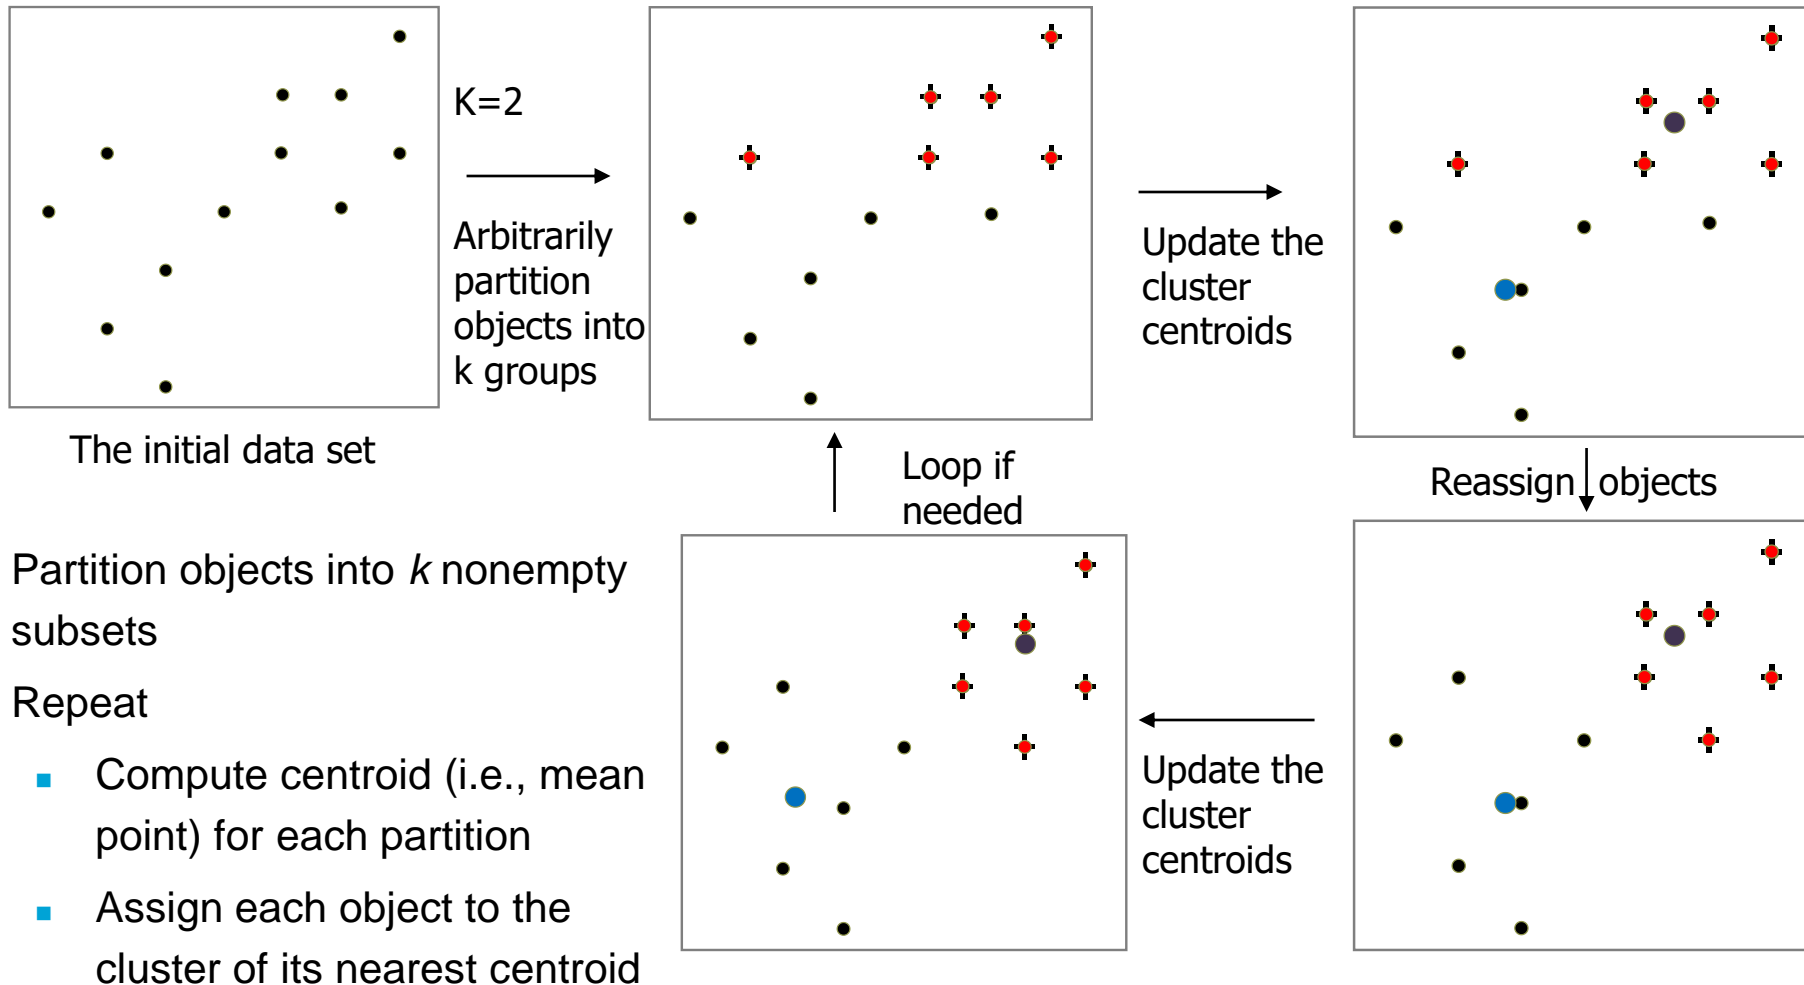 K=2
Arbitrarily
partition
objects into
k groups
The initial data set
Update the
cluster
centroids
Reassign objects
Loop if
needed
Update the
cluster
centroids
Partition objects into k nonempty
subsets
Repeat
Compute centroid (i.e., mean
point) for each partition
Assign each object to the
cluster of its nearest centroid